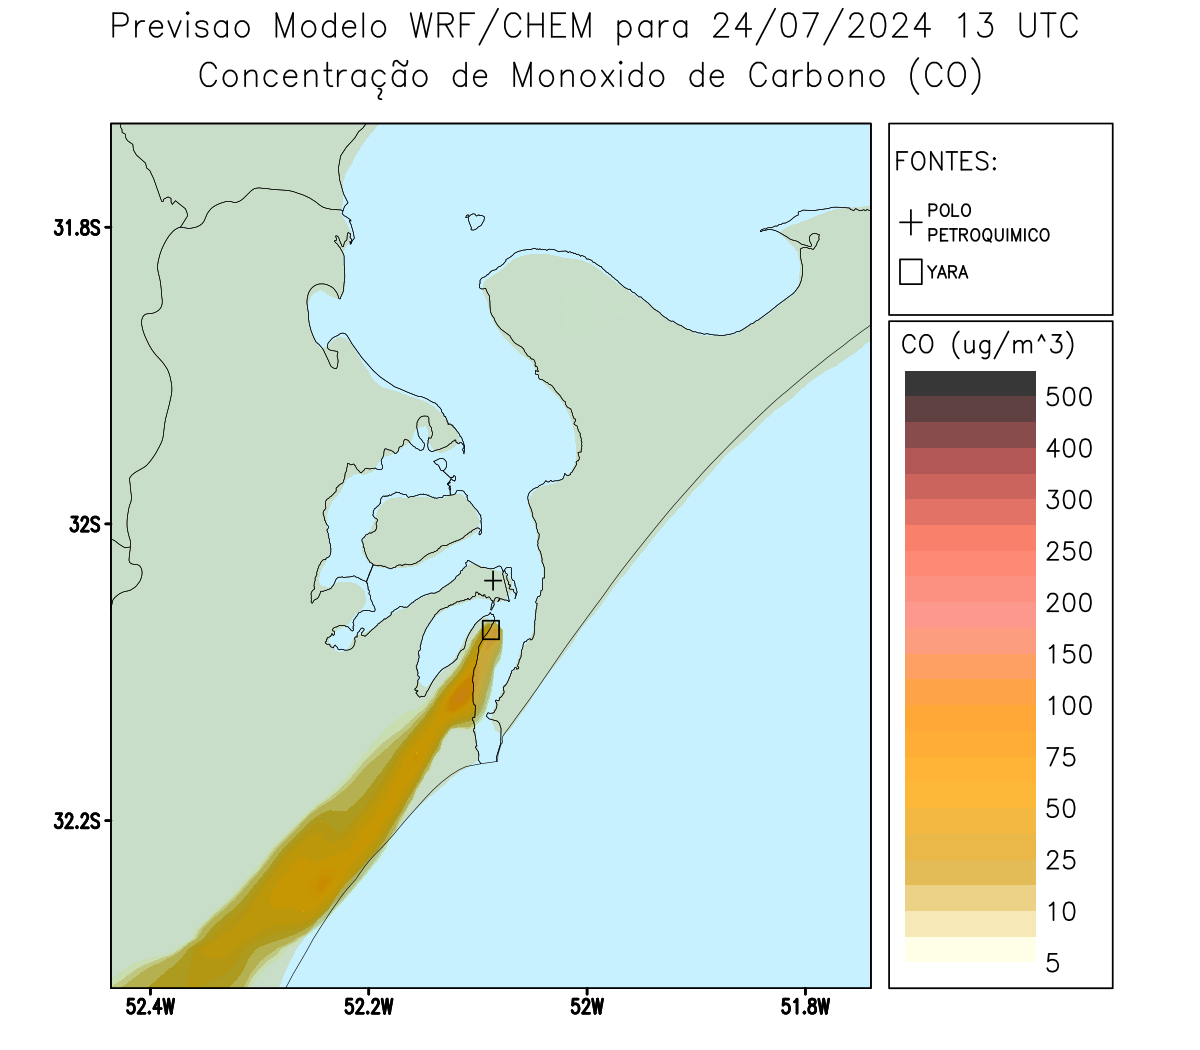 Previsao Modelo WRF/CHEM para 24/07/2024 13 UTC
Concentração de Monoxido de Carbono (CO)
FONTES:
POLO
PETROQUIMICO
YARA
CO (ug/m^3)
500
400
300
250
200
150
100
75
50
25
10
5
31.8S
32S
32.2S
52.4W
52.2W
52W
51.8W